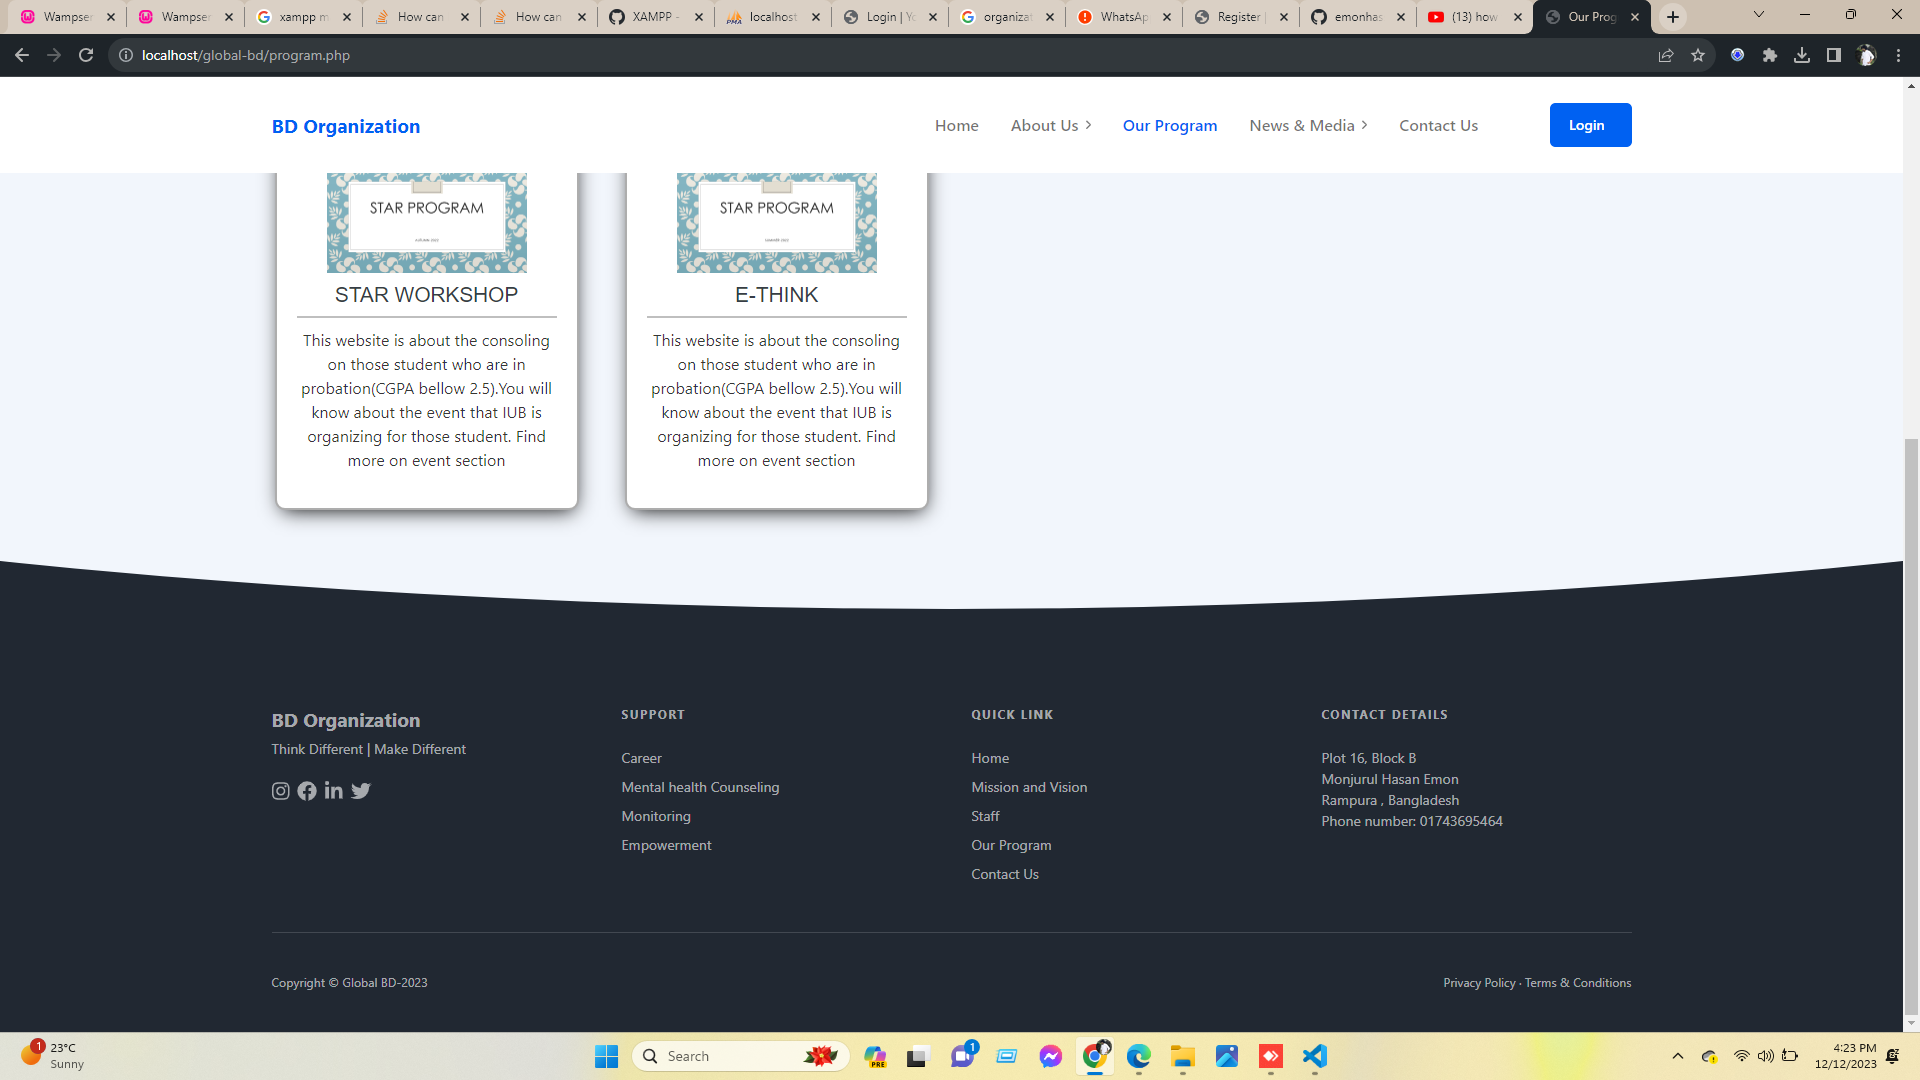 Wampser
Wampser
xampp m
How can
How can
XAMPP -
localhost
Login | Yo
organizat
WhatsAp
Register |
emonhas
(13) how
Our Prog
localhost/global-bd/program.php
BD Organization
Home
About Us
Our Program
News & Media
Contact Us
Login
STAR PROGRAM
AUTUMN 2022
STAR WORKSHOP
This website is about the consoling
on those student who are in
probation(CGPA bellow 2.5).You will
know about the event that IUB is
organizing for those student. Find
more on event section
STAR PROGRAM
SUMMER 2022
E-THINK
This website is about the consoling
on those student who are in
probation(CGPA bellow 2.5).You will
know about the event that IUB is
organizing for those student. Find
more on event section
BD Organization
Think Different | Make Different
SUPPORT
Career
Mental health Counseling
Monitoring
Empowerment
QUICK LINK
Home
Mission and Vision
Staff
Our Program
Contact Us
CONTACT DETAILS
Plot 16, Block B
Monjurul Hasan Emon
Rampura , Bangladesh
Phone number: 01743695464
Copyright © Global BD-2023
Privacy Policy · Terms & Conditions
1
23°C
Sunny
Search
PRE
1
4:23 PM
12/12/2023